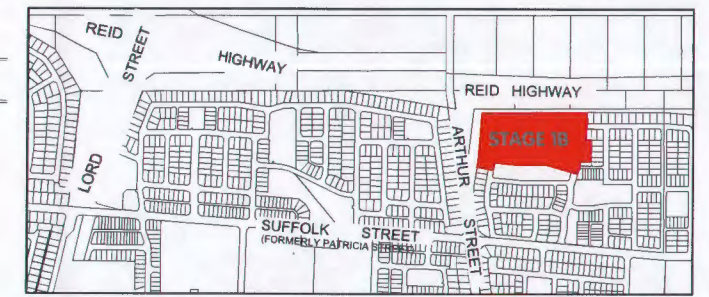 REID
STREET
HIGHWAY
REID HIGHWAY
STAGE 1B
ARTHUR
STREET
LORD
SUFFOLK STREET
(FORMERLY PATRICIA STREET)